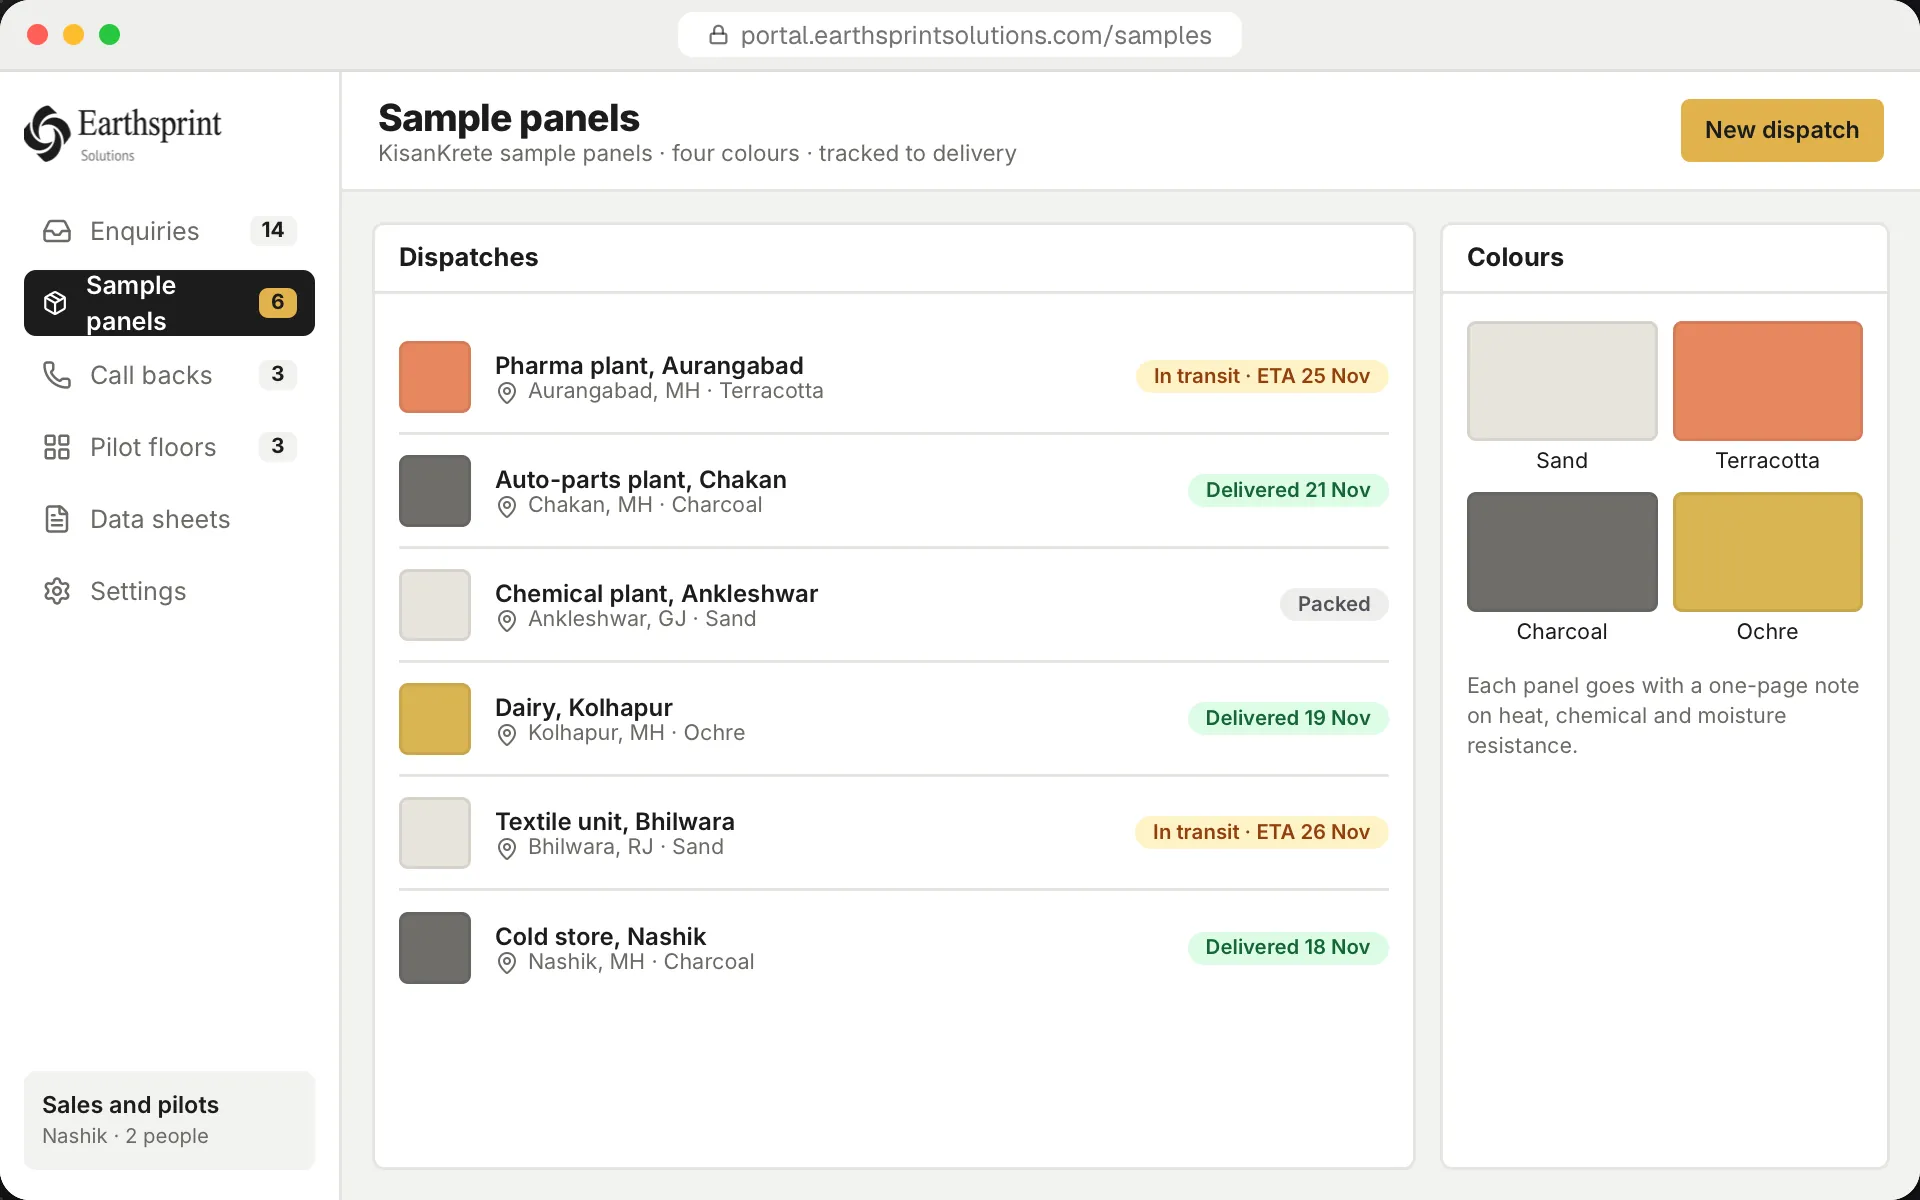 portal.earthsprintsolutions.com/samples
Earthsprint
Solutions
Enquiries 14
Sample
panels
6
Call backs 3
Pilot floors 3
Data sheets
Settings
Sales and pilots
Nashik · 2 people
Sample panels
KisanKrete sample panels · four colours · tracked to delivery
New dispatch
Dispatches
Pharma plant, Aurangabad
Aurangabad, MH · Terracotta
In transit · ETA 25 Nov
Auto-parts plant, Chakan
Chakan, MH · Charcoal
Delivered 21 Nov
Chemical plant, Ankleshwar
Ankleshwar, GJ · Sand
Packed
Dairy, Kolhapur
Kolhapur, MH · Ochre
Delivered 19 Nov
Textile unit, Bhilwara
Bhilwara, RJ · Sand
In transit · ETA 26 Nov
Cold store, Nashik
Nashik, MH · Charcoal
Delivered 18 Nov
Colours
Sand
Terracotta
Charcoal
Ochre
Each panel goes with a one-page note
on heat, chemical and moisture
resistance.